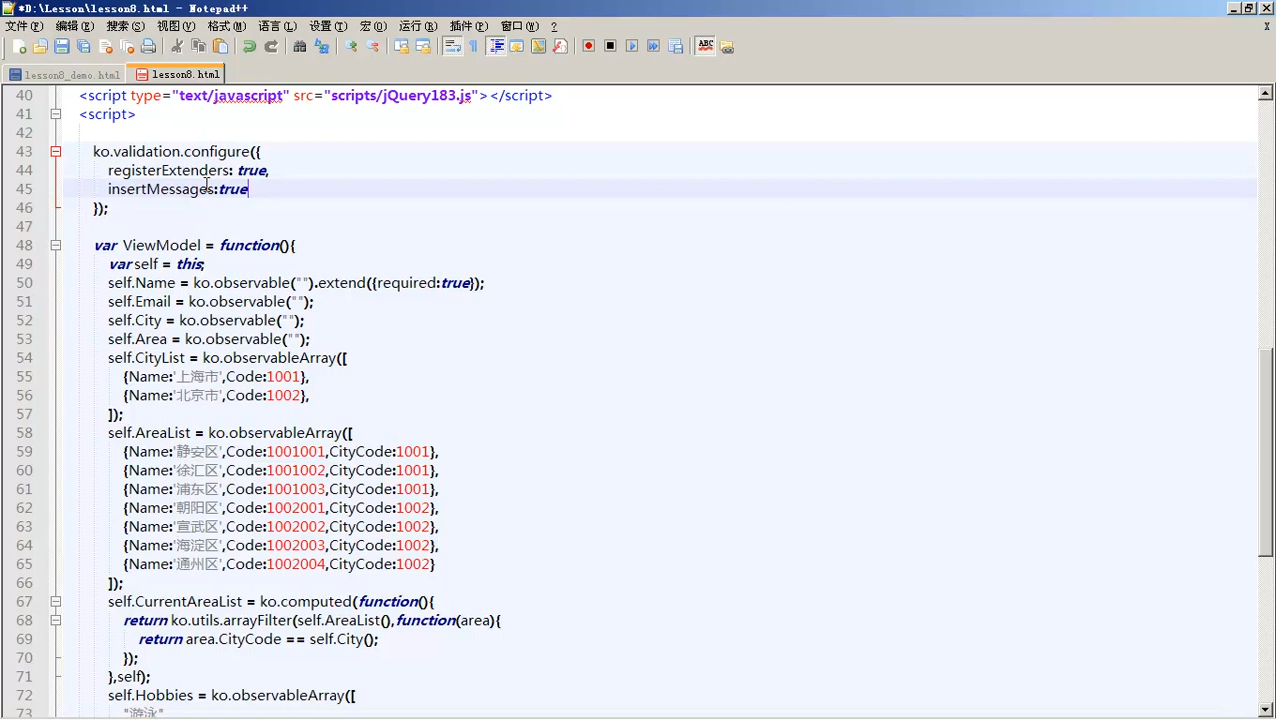 *D:\Lesson\lesson8.html - Notepad++
文件(F) 编辑(E) 搜索(S) 视图(V) 格式(M) 语言(L) 设置(T) 宏(O) 运行(R) 插件(P) 窗口(W) ? X
ABC
lesson8_demo.html lesson8.html
40 <script type="text/javascript" src="scripts/jQuery183.js"></script>
41 <script>
42
43 ko.validation.configure({
44 registerExtenders: true,
45 insertMessages:true
46 });
47
48 var ViewModel = function(){
49 var self = this;
50 self.Name = ko.observable("").extend({required:true});
51 self.Email = ko.observable("");
52 self.City = ko.observable("");
53 self.Area = ko.observable("");
54 self.CityList = ko.observableArray([
55 {Name:'上海市',Code:1001},
56 {Name:'北京市',Code:1002},
57 ]);
58 self.AreaList = ko.observableArray([
59 {Name:'静安区',Code:1001001,CityCode:1001},
60 {Name:'徐汇区',Code:1001002,CityCode:1001},
61 {Name:'浦东区',Code:1001003,CityCode:1001},
62 {Name:'朝阳区',Code:1002001,CityCode:1002},
63 {Name:'宣武区',Code:1002002,CityCode:1002},
64 {Name:'海淀区',Code:1002003,CityCode:1002},
65 {Name:'通州区',Code:1002004,CityCode:1002}
66 ]);
67 self.CurrentAreaList = ko.computed(function(){
68 return ko.utils.arrayFilter(self.AreaList(),function(area){
69 return area.CityCode == self.City();
70 });
71 },self);
72 self.Hobbies = ko.observableArray([
73 "游泳"